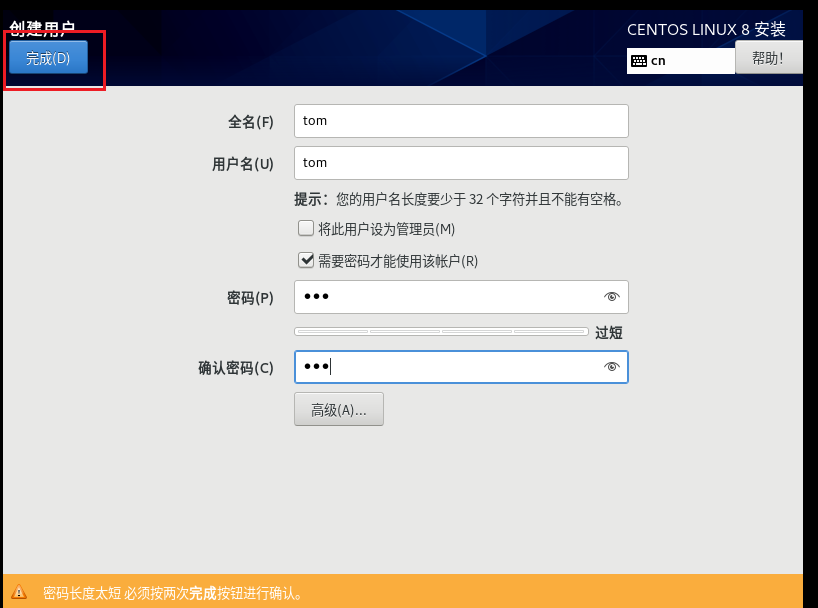 创建用户
CENTOS LINUX 8 安装
完成(D)
cn
帮助!
全名(F)
tom
用户名(U)
tom
提示：您的用户名长度要少于 32 个字符并且不能有空格。
将此用户设为管理员(M)
需要密码才能使用该帐户(R)
密码(P)
●●●
过短
确认密码(C)
●●●
高级(A)...
密码长度太短 必须按两次完成按钮进行确认。